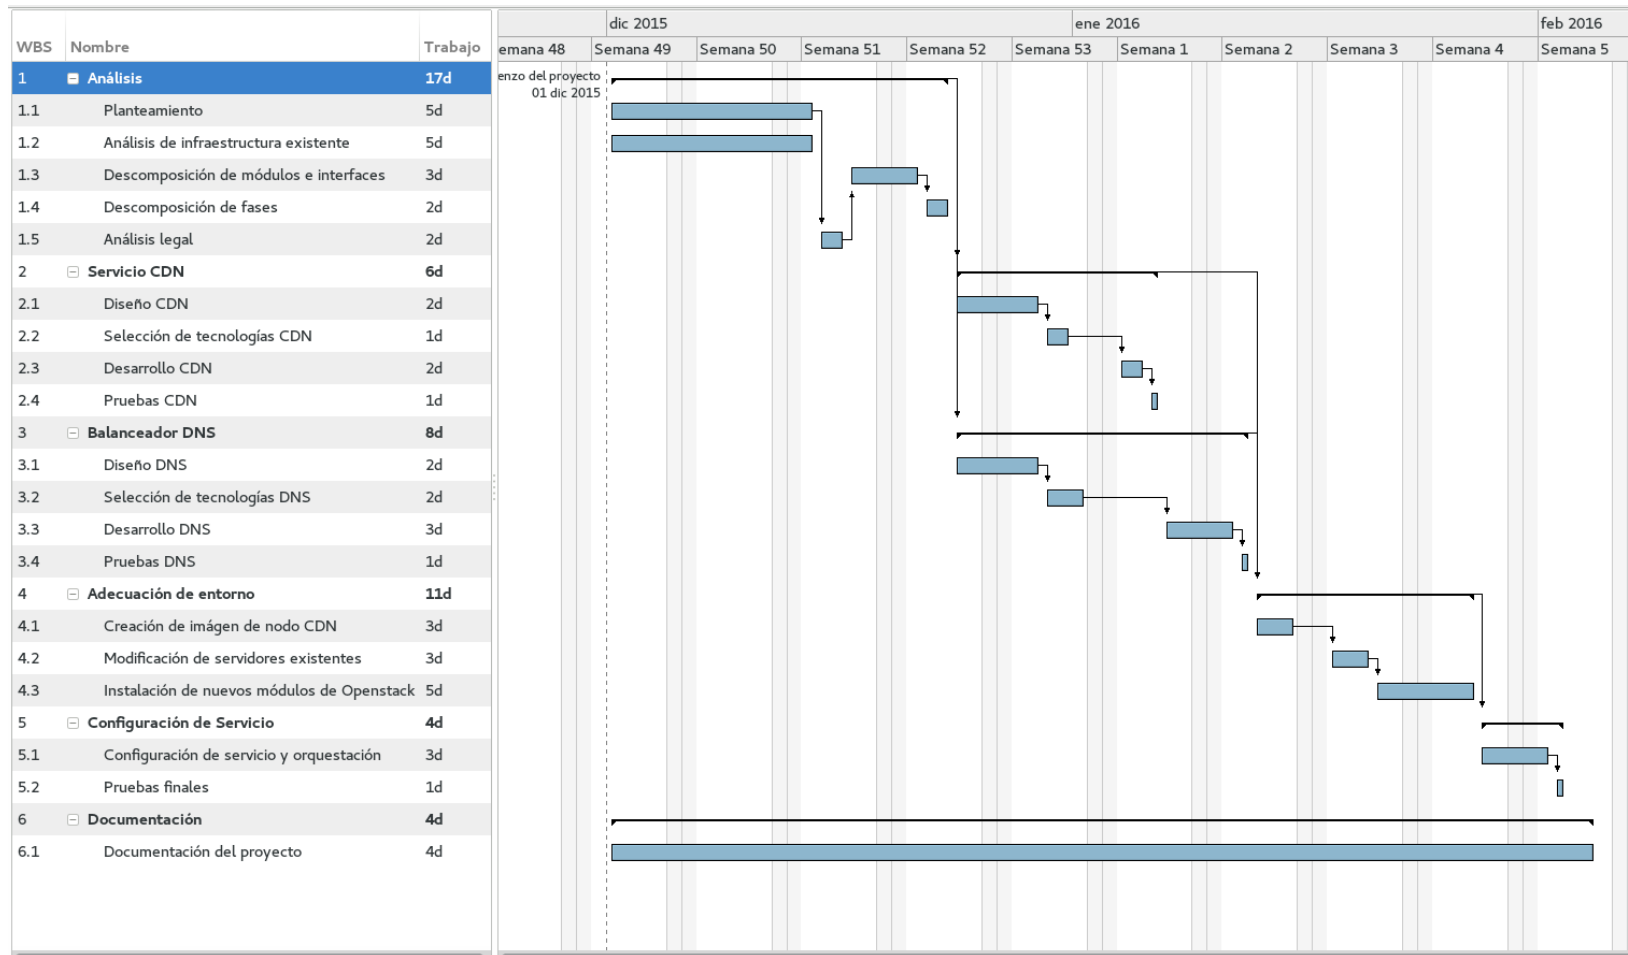 dic 2015 ene 2016 feb 2016
WBS Nombre Trabajo emana 48 Semana 49 Semana 50 Semana 51 Semana 52 Semana 53 Semana 1 Semana 2 Semana 3 Semana 4 Semana 5
1 Análisis 17d enzo del proyecto
01 dic 2015
1.1 Planteamiento 5d
1.2 Análisis de infraestructura existente 5d
1.3 Descomposición de módulos e interfaces 3d
1.4 Descomposición de fases 2d
1.5 Análisis legal 2d
2 Servicio CDN 6d
2.1 Diseño CDN 2d
2.2 Selección de tecnologías CDN 1d
2.3 Desarrollo CDN 2d
2.4 Pruebas CDN 1d
3 Balanceador DNS 8d
3.1 Diseño DNS 2d
3.2 Selección de tecnologías DNS 2d
3.3 Desarrollo DNS 3d
3.4 Pruebas DNS 1d
4 Adecuación de entorno 11d
4.1 Creación de imágen de nodo CDN 3d
4.2 Modificación de servidores existentes 3d
4.3 Instalación de nuevos módulos de Openstack 5d
5 Configuración de Servicio 4d
5.1 Configuración de servicio y orquestación 3d
5.2 Pruebas finales 1d
6 Documentación 4d
6.1 Documentación del proyecto 4d